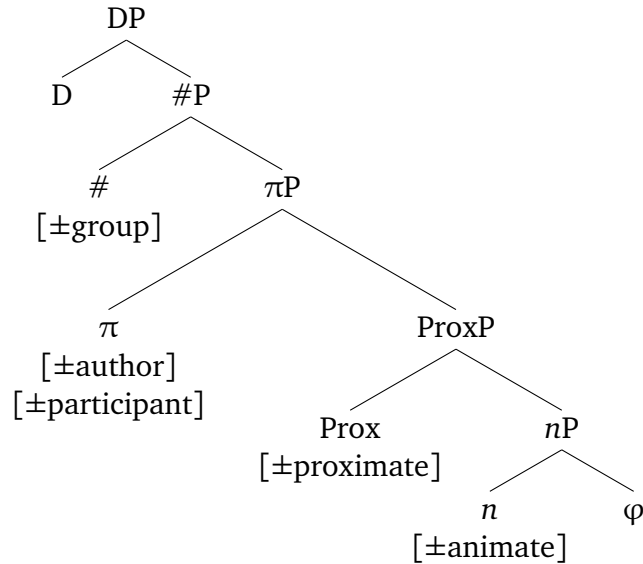 DP
D #P
# πP
[±group]
π ProxP
[±author]
[±participant]
Prox nP
[±proximate]
n φ
[±animate]